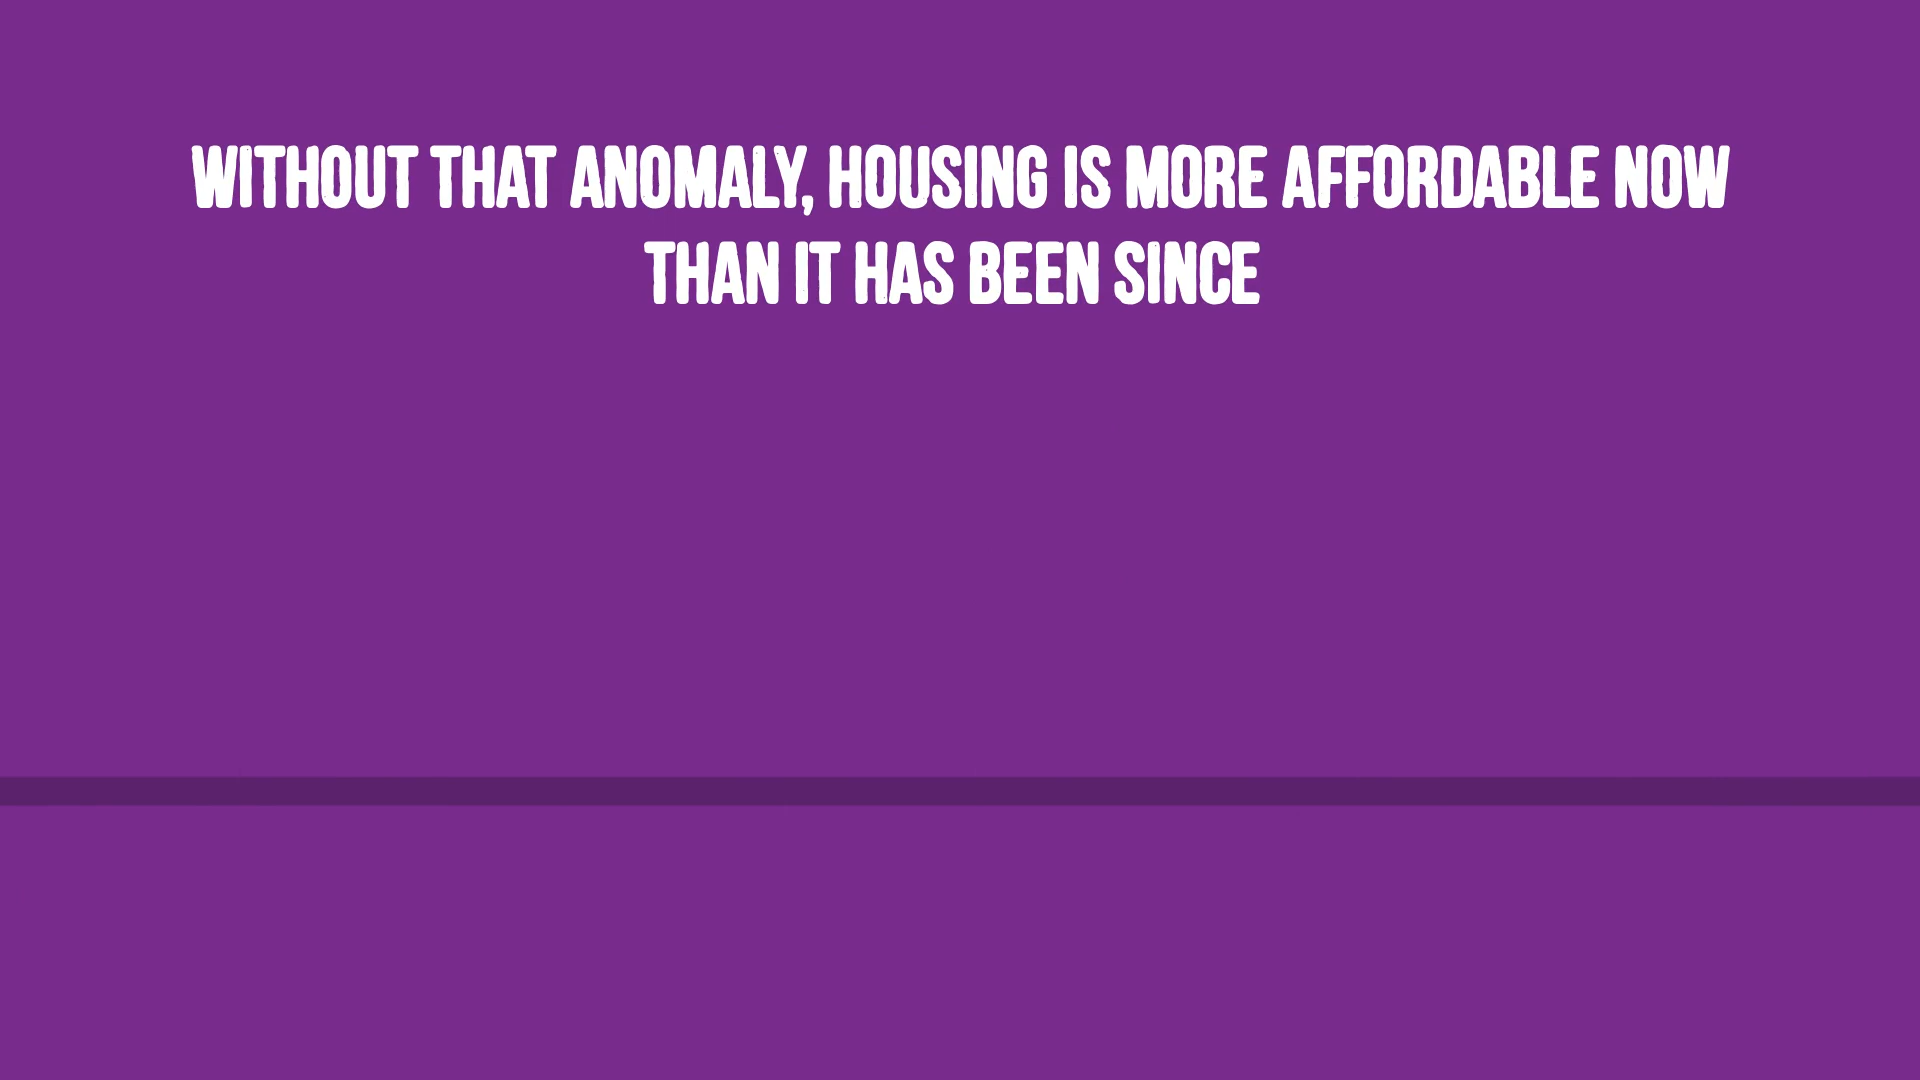 WITHOUT THAT ANOMALY, HOUSING IS MORE AFFORDABLE NOW
THAN IT HAS BEEN SINCE